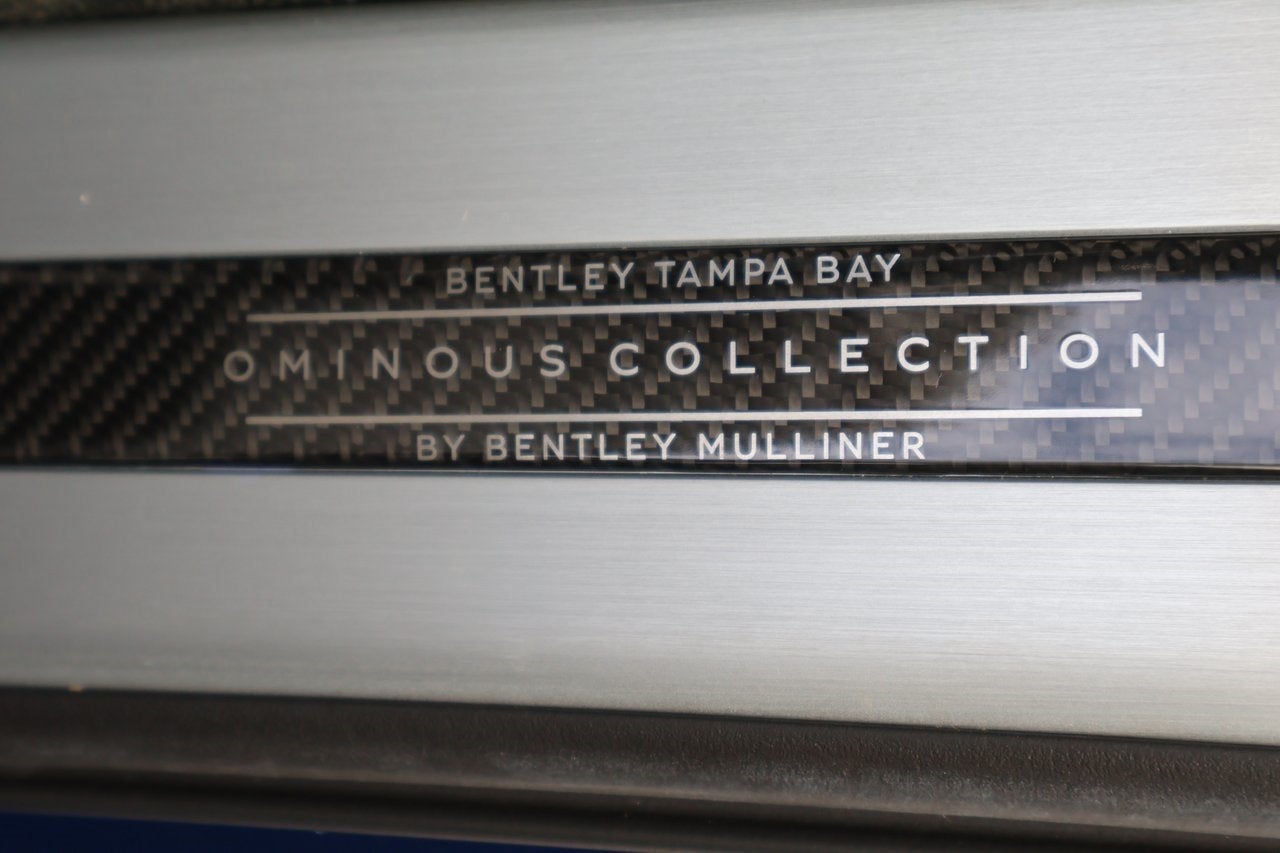 BENTLEY TAMPA BAY
OMINOUS COLLECTION
BY BENTLEY MULLINER